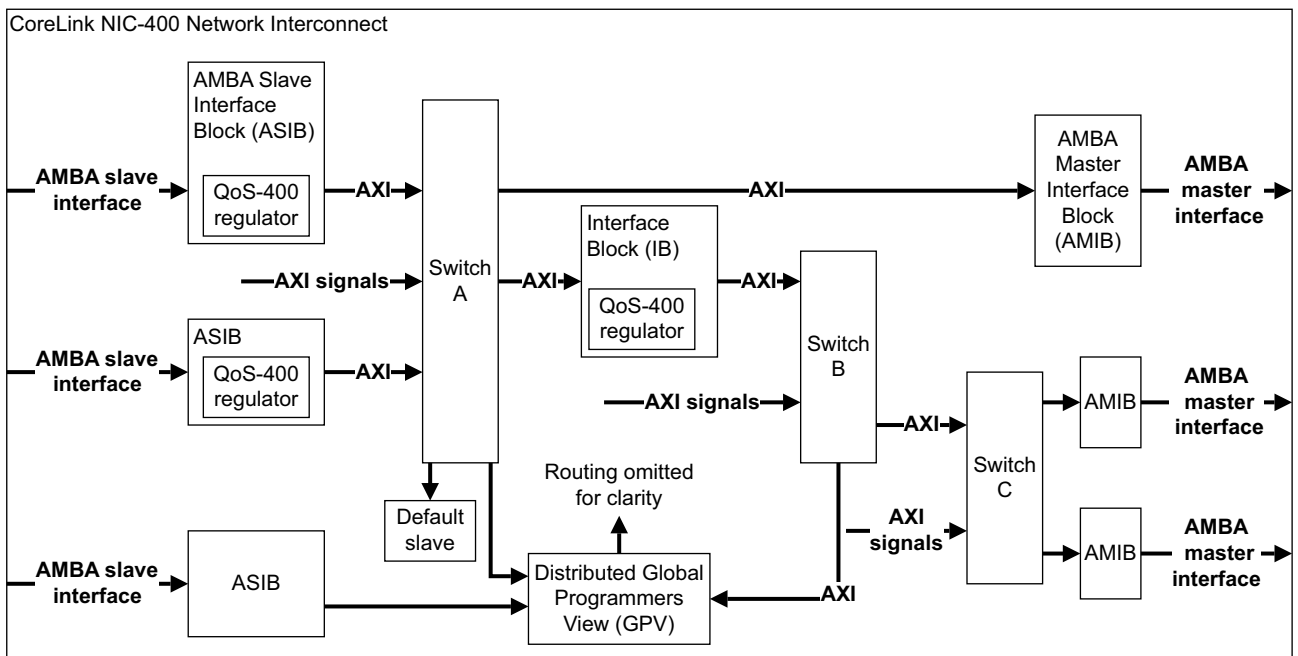 CoreLink NIC-400 Network Interconnect
AMBA Slave
Interface
Block (ASIB)
QoS-400
regulator
AMBA slave
interface
AXI
AXI
AMBA
Master
Interface
Block
(AMIB)
AMBA
master
interface
Interface
Block (IB)
QoS-400
regulator
Switch
A
AXI signals
AXI
AXI
ASIB
QoS-400
regulator
AMBA slave
interface
AXI
Switch
B
AXI signals
AXI
Switch
C
AMIB
AMBA
master
interface
Default
slave
Routing omitted
for clarity
AXI
signals
AMIB
AMBA
master
interface
AMBA slave
interface
ASIB
Distributed Global
Programmers
View (GPV)
AXI